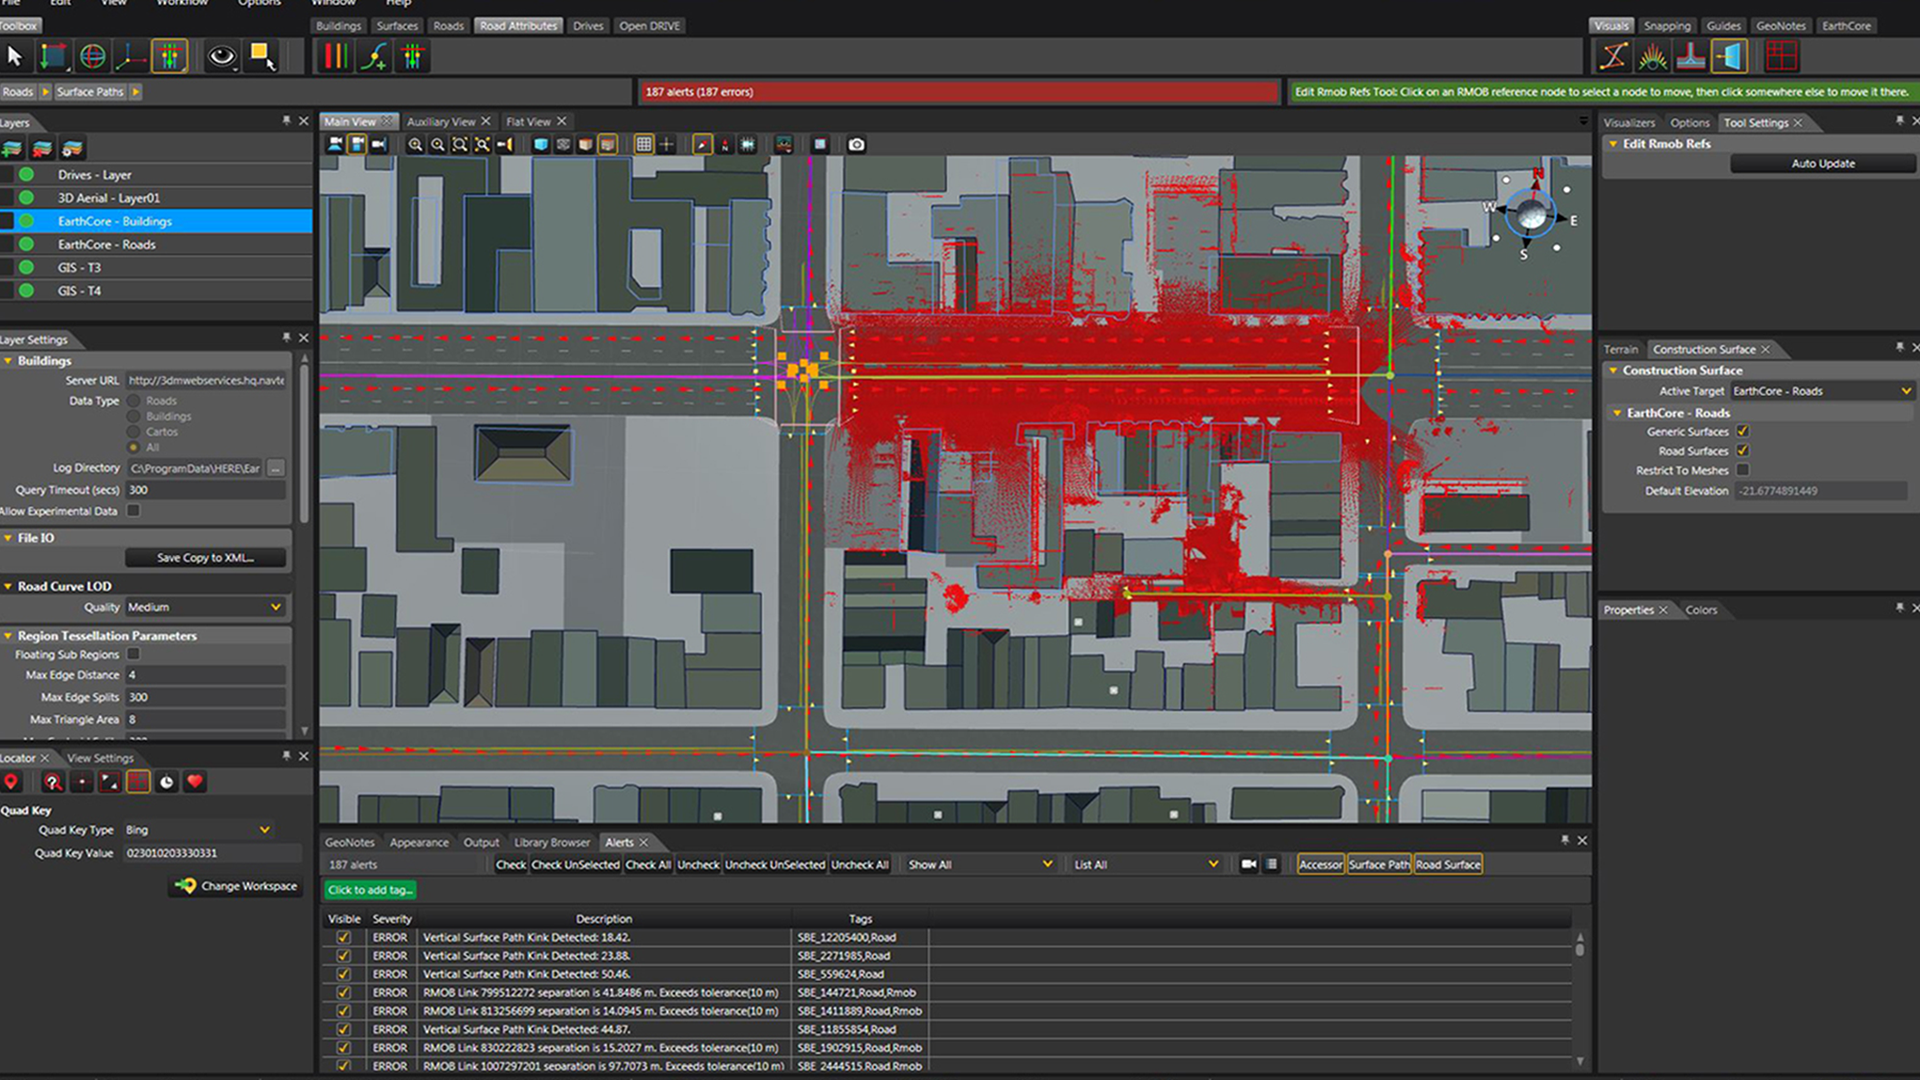 File Edit View Workflow Options Window Help
Toolbox
Buildings Surfaces Roads Road Attributes Drives Open DRIVE
Visuals Snapping Guides GeoNotes EarthCore
Roads Surface Paths
187 alerts (187 errors)
Edit Rmob Refs Tool: Click on an RMOB reference node to select a node to move, then click somewhere else to move it there.
Layers
Drives - Layer
3D Aerial - Layer01
EarthCore - Buildings
EarthCore - Roads
GIS - T3
GIS - T4
Layer Settings
Buildings
Server URL http://3dmwebservices.hq.navte
Data Type Roads
Buildings
Cartos
All
Log Directory C:\ProgramData\HERE\Ear ...
Query Timeout (secs) 300
Allow Experimental Data
File IO
Save Copy to XML...
Road Curve LOD
Quality Medium
Region Tessellation Parameters
Floating Sub Regions
Max Edge Distance 4
Max Edge Splits 300
Max Triangle Area 8
Locator View Settings
Quad Key
Quad Key Type Bing
Quad Key Value 023010203330331
Change Workspace
Main View Auxiliary View Flat View
N
W
E
S
Visualizers Options Tool Settings
Edit Rmob Refs
Auto Update
Terrain Construction Surface
Construction Surface
Active Target EarthCore - Roads
EarthCore - Roads
Generic Surfaces
Road Surfaces
Restrict To Meshes
Default Elevation -21.6774891449
Properties Colors
GeoNotes Appearance Output Library Browser Alerts
187 alerts Check Check UnSelected Check All Uncheck Uncheck UnSelected Uncheck All Show All List All Accessor Surface Path Road Surface
Click to add tag...
Visible Severity Description Tags
ERROR Vertical Surface Path Kink Detected: 18.42. SBE_12205400,Road
ERROR Vertical Surface Path Kink Detected: 23.88. SBE_2271985,Road
ERROR Vertical Surface Path Kink Detected: 50.46. SBE_559624,Road
ERROR RMOB Link 799512272 separation is 41.8486 m. Exceeds tolerance(10 m) SBE_144721,Road,Rmob
ERROR RMOB Link 813256699 separation is 14.0945 m. Exceeds tolerance(10 m) SBE_1411889,Road,Rmob
ERROR Vertical Surface Path Kink Detected: 44.87. SBE_11855854,Road
ERROR RMOB Link 830222823 separation is 15.2027 m. Exceeds tolerance(10 m) SBE_1902915,Road,Rmob
ERROR RMOB Link 1007297201 separation is 97.7073 m. Exceeds tolerance(10 m) SBE_2444515,Road,Rmob